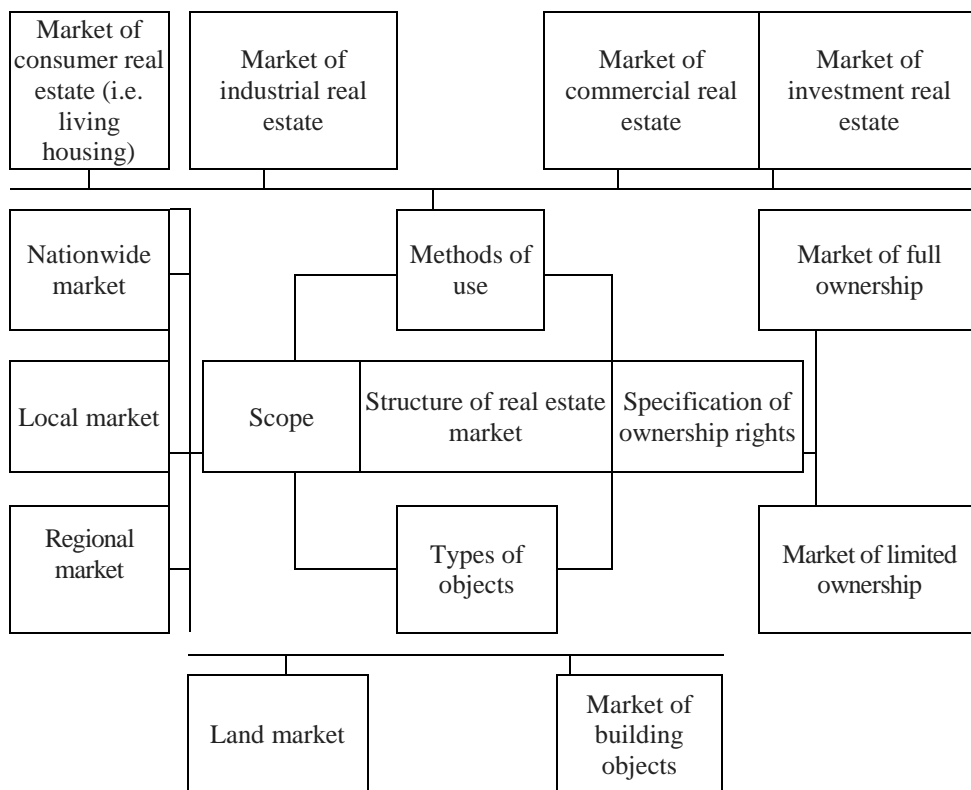 Market of
consumer real
estate (i.e.
living
housing)
Market of
industrial real
estate
Market of
commercial real
estate
Market of
investment real
estate
Nationwide
market
Methods of
use
Market of full
ownership
Local market
Scope
Structure of real estate
market
Specification of
ownership rights
Regional
market
Types of
objects
Market of limited
ownership
Land market
Market of
building
objects